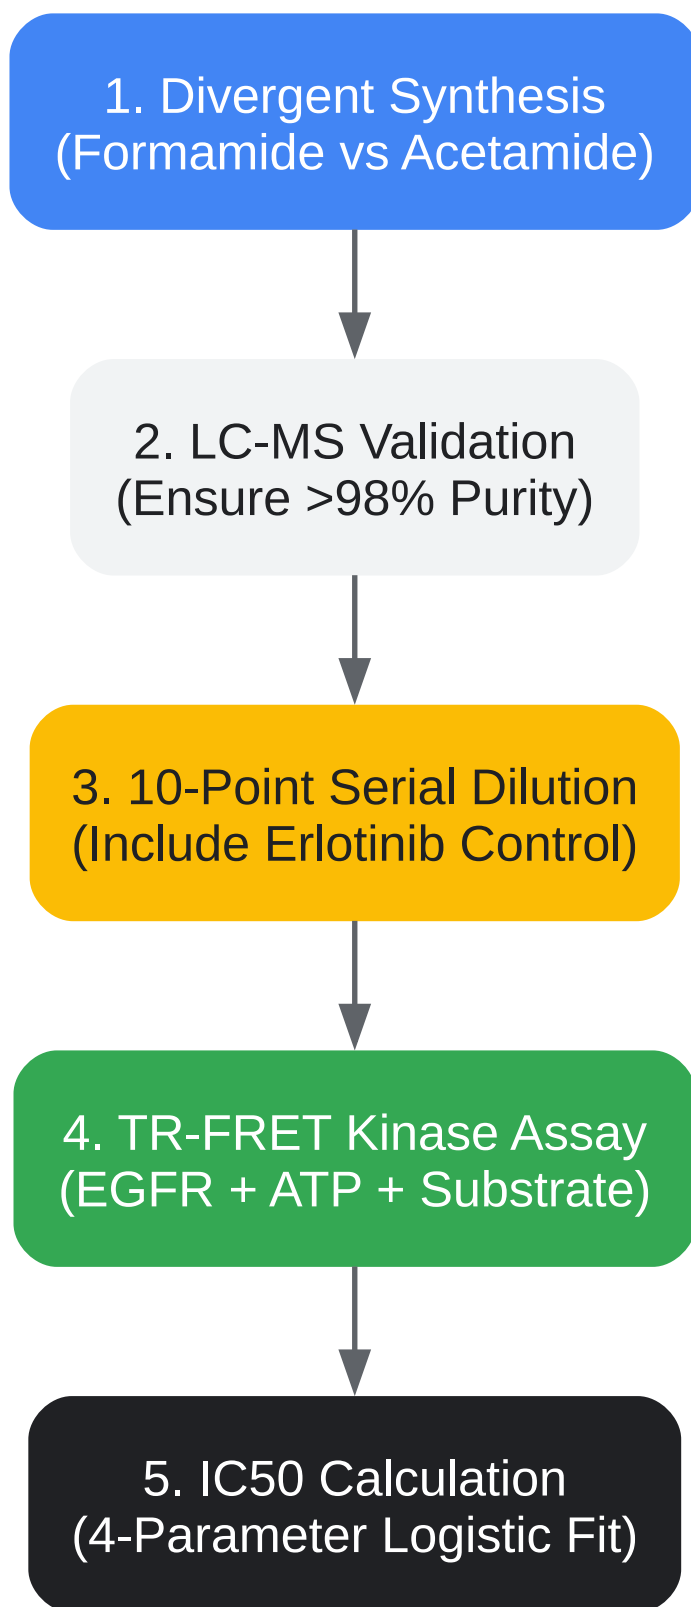 1. Divergent Synthesis
(Formamide vs Acetamide)
2. LC-MS Validation
(Ensure >98% Purity)
3. 10-Point Serial Dilution
(Include Erlotinib Control)
4. TR-FRET Kinase Assay
(EGFR + ATP + Substrate)
5. IC50 Calculation
(4-Parameter Logistic Fit)